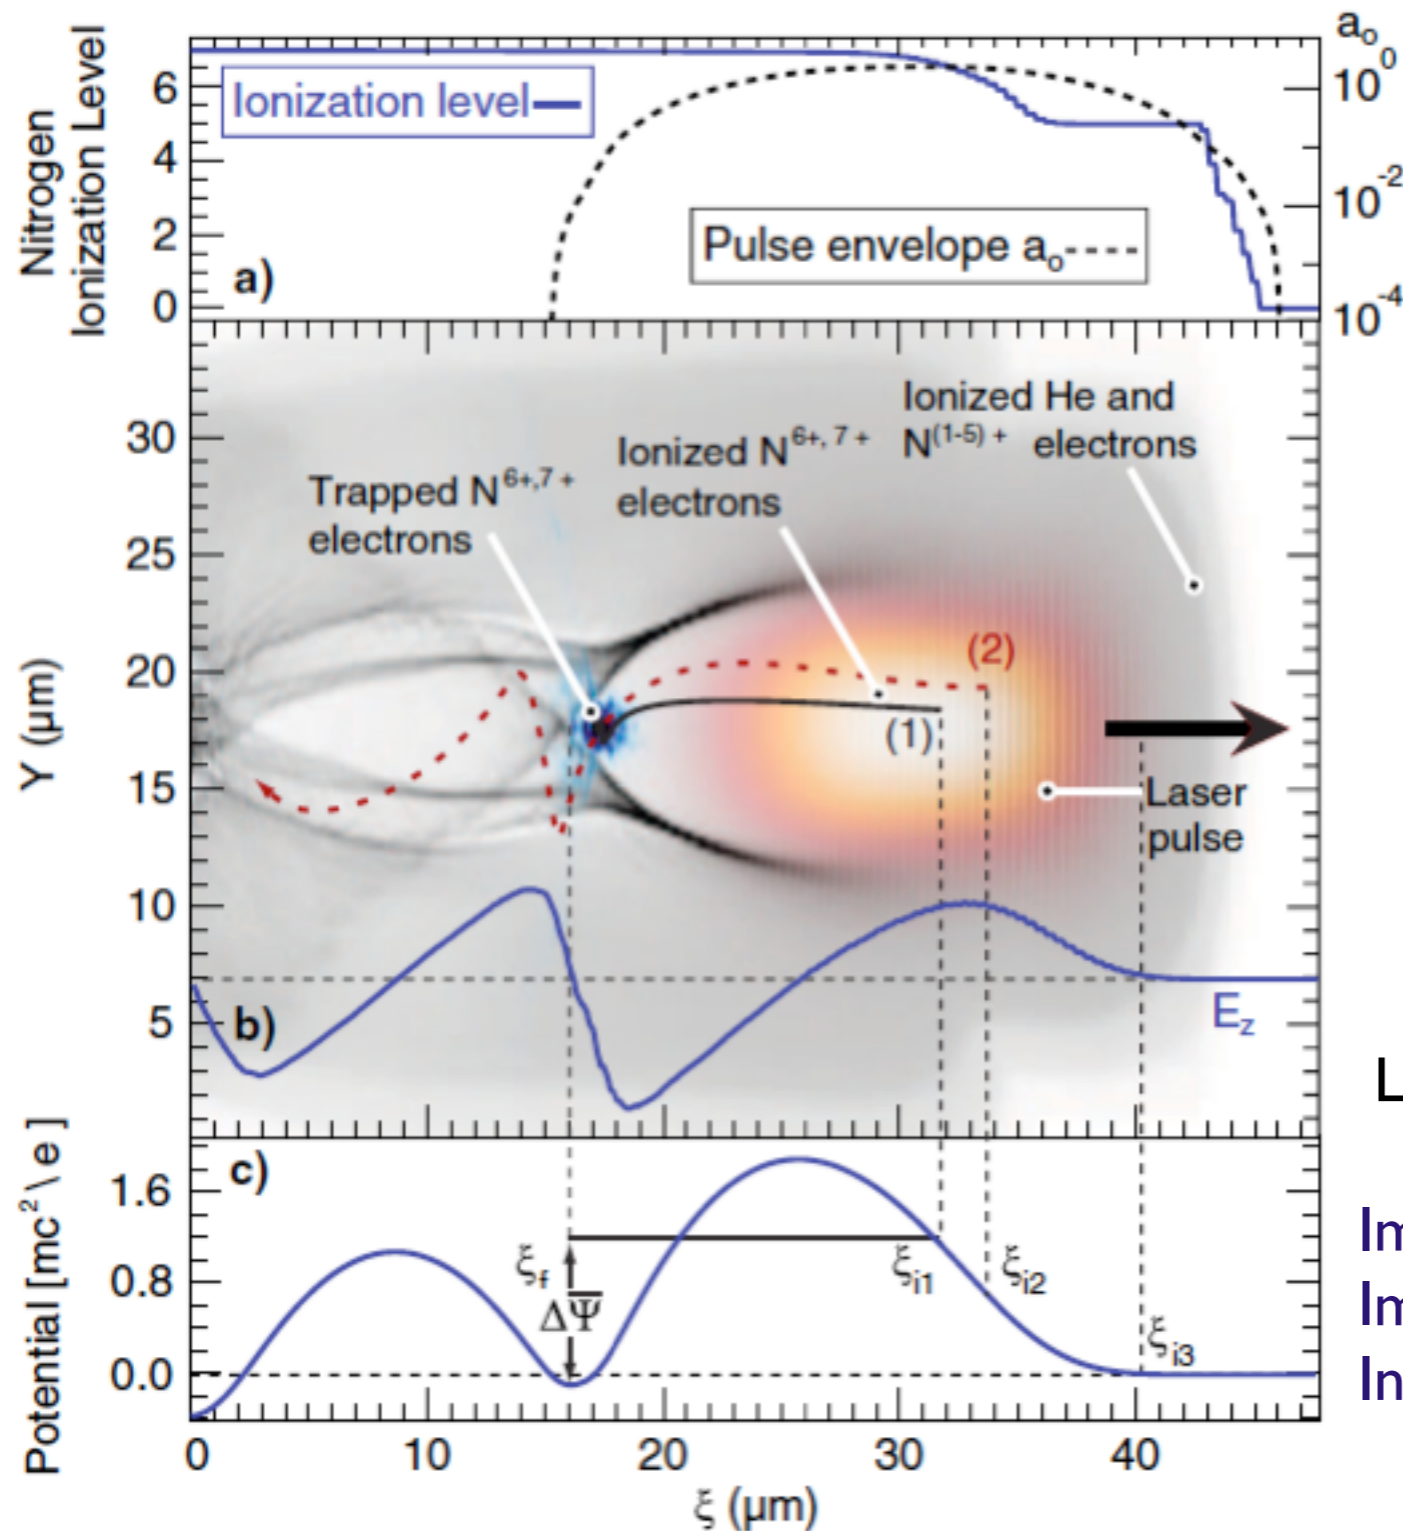 Nitrogen
Ionization Level
6
4
2
0
Ionization level
a)
Pulse envelope a₀
a₀
10⁰
10⁻²
10⁻⁴
Y (μm)
30
25
20
15
10
5
Trapped N⁶⁺,⁷⁺
electrons
Ionized N⁶⁺, ⁷⁺
electrons
Ionized He and
N⁽¹⁻⁵⁾⁺ electrons
(2)
(1)
Laser
pulse
b)
E_z
L
Potential [mc² \ e ]
1.6
0.8
0.0
c)
ξ_f
ΔΨ̅
ξ_i1
ξ_i2
ξ_i3
Im
Im
In
0
10
20
30
40
ξ (μm)